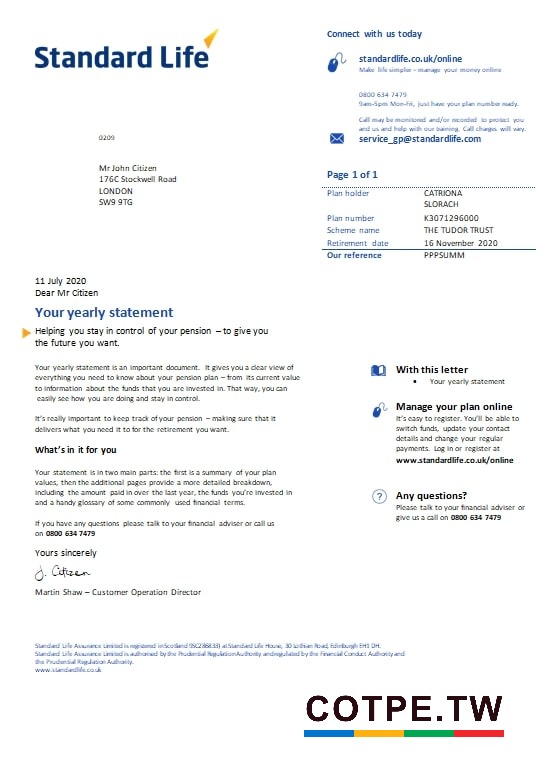 Standard Life
Connect with us today
standardlife.co.uk/online
Make life simpler – manage your money online
0800 634 7479
9am-5pm Mon-Fri, just have your plan number ready.
Call may be monitored and/or recorded to protect you
and us and help with our training. Call charges will vary.
service_gp@standardlife.com
0209
Mr John Citizen
176C Stockwell Road
LONDON
SW9 9TG
Page 1 of 1
Plan holder CATRIONA
SLORACH
Plan number K3071296000
Scheme name THE TUDOR TRUST
Retirement date 16 November 2020
Our reference PPPSUMM
11 July 2020
Dear Mr Citizen
Your yearly statement
Helping you stay in control of your pension – to give you
the future you want.
Your yearly statement is an important document. It gives you a clear view of
everything you need to know about your pension plan – from its current value
to information about the funds that you are invested in. That way, you can
easily see how you are doing and stay in control.
It's really important to keep track of your pension – making sure that it
delivers what you need it to for the retirement you want.
What's in it for you
Your statement is in two main parts: the first is a summary of your plan
values, then the additional pages provide a more detailed breakdown,
including the amount paid in over the last year, the funds you're invested in
and a handy glossary of some commonly used financial terms.
If you have any questions please talk to your financial adviser or call us
on 0800 634 7479
Yours sincerely
J. Citizen
Martin Shaw – Customer Operation Director
With this letter
• Your yearly statement
Manage your plan online
It's easy to register. You'll be able to
switch funds, update your contact
details and change your regular
payments. Log in or register at
www.standardlife.co.uk/online
Any questions?
Please talk to your financial adviser or
give us a call on 0800 634 7479
Standard Life Assurance Limited is registered in Scotland (SC286833) at Standard Life House, 30 Lothian Road, Edinburgh EH1 DH.
Standard Life Assurance Limited is authorised by the Prudential Regulation Authority and regulated by the Financial Conduct Authority and
the Prudential Regulation Authority.
www.standardlife.co.uk
COTPE.TW